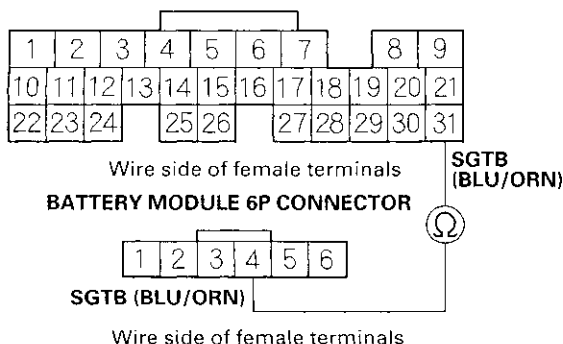 1 2 3 4 5 6 7 8 9
10 11 12 13 14 15 16 17 18 19 20 21
22 23 24 25 26 27 28 29 30 31
Wire side of female terminals
SGTB
(BLU/ORN)
BATTERY MODULE 6P CONNECTOR
Ω
1 2 3 4 5 6
SGTB (BLU/ORN)
Wire side of female terminals